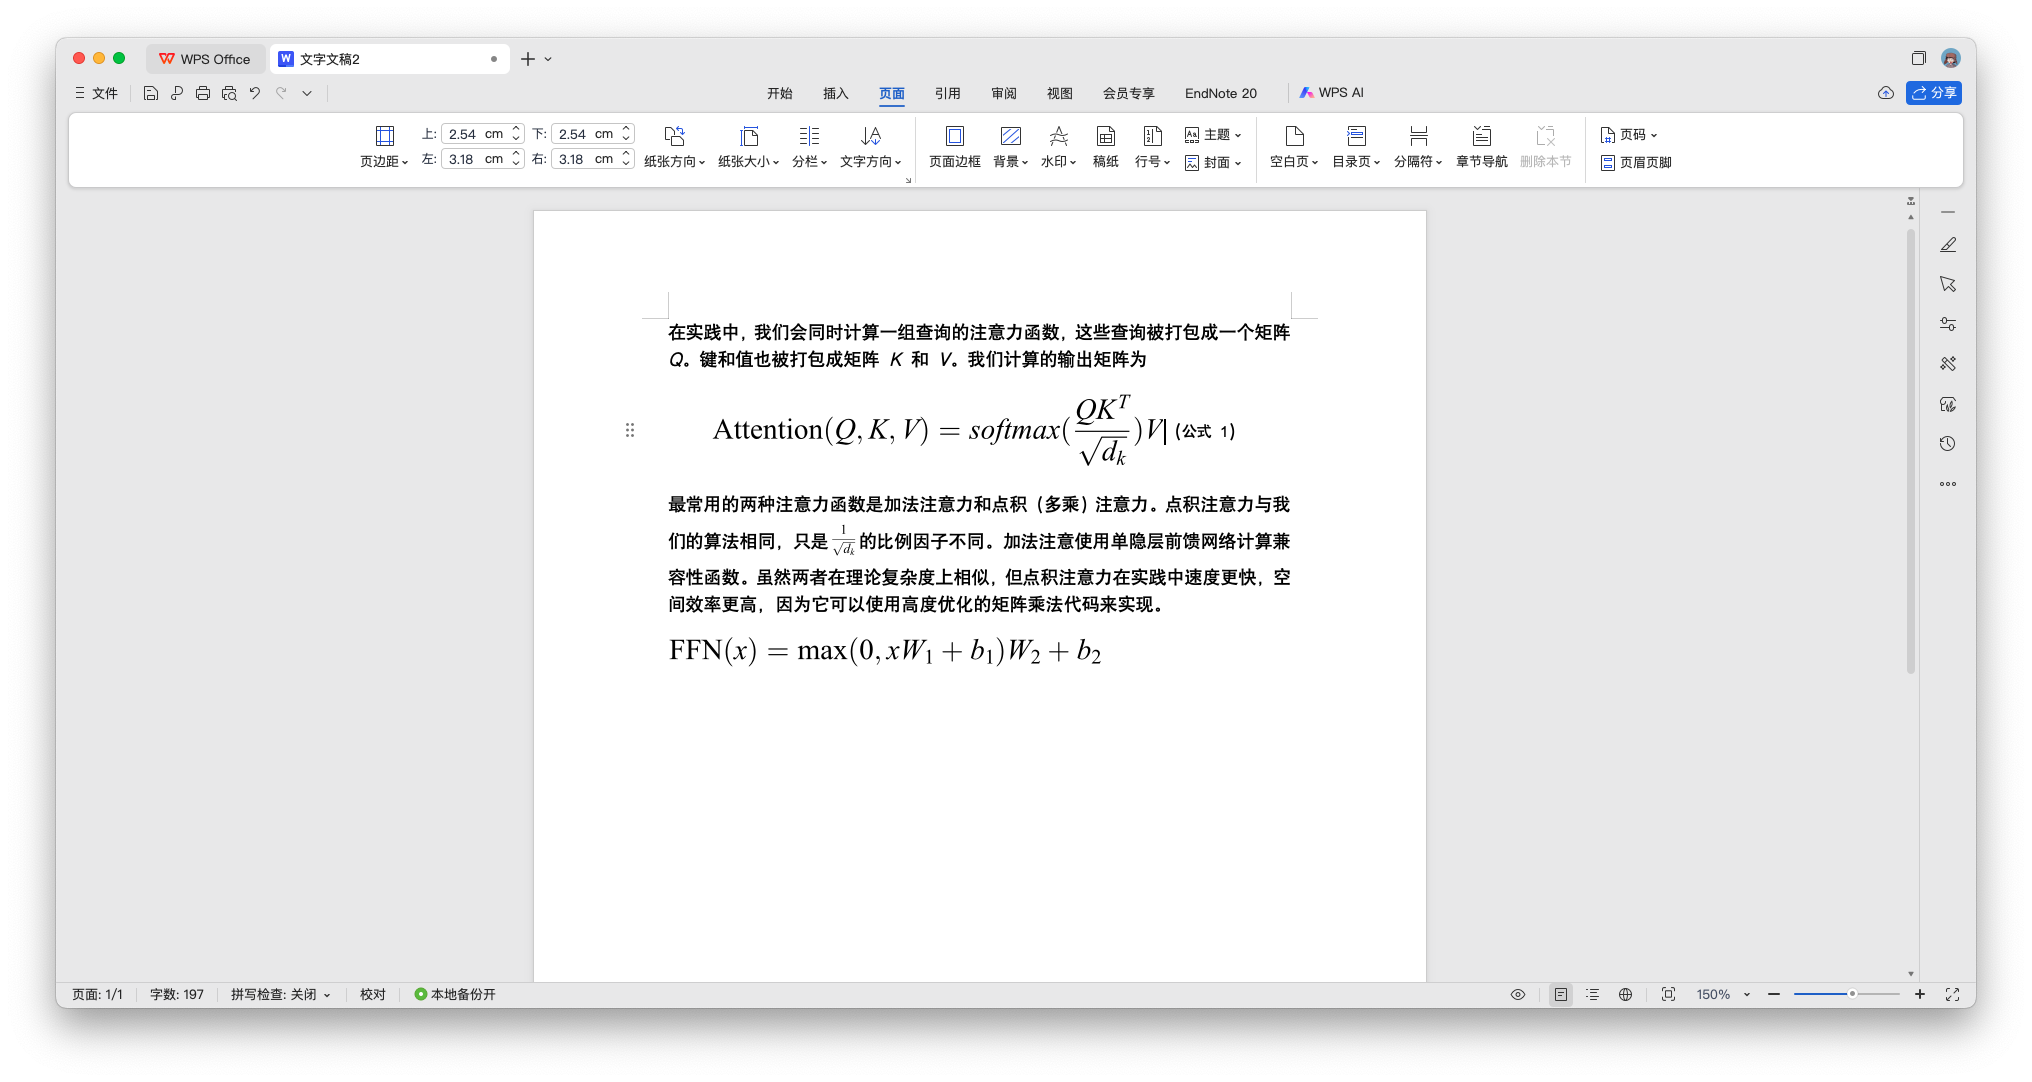 WPS Office
文字文稿2
文件
开始 插入 页面 引用 审阅 视图 会员专享 EndNote 20 WPS AI
分享
页边距 上: 2.54 cm 下: 2.54 cm
左: 3.18 cm 右: 3.18 cm
纸张方向 纸张大小 分栏 文字方向 页面边框 背景 水印 稿纸 行号
主题
封面
空白页 目录页 分隔符 章节导航 删除本节
页码
页眉页脚
在实践中，我们会同时计算一组查询的注意力函数，这些查询被打包成一个矩阵
Q。键和值也被打包成矩阵 K 和 V。我们计算的输出矩阵为
Attention(Q, K, V) = softmax(QK^T/√d_k)V (公式 1)
最常用的两种注意力函数是加法注意力和点积（多乘）注意力。点积注意力与我
们的算法相同，只是 1/√d_k 的比例因子不同。加法注意使用单隐层前馈网络计算兼
容性函数。虽然两者在理论复杂度上相似，但点积注意力在实践中速度更快，空
间效率更高，因为它可以使用高度优化的矩阵乘法代码来实现。
FFN(x) = max(0, xW_1 + b_1)W_2 + b_2
页面: 1/1 字数: 197 拼写检查: 关闭 校对 本地备份开 150%